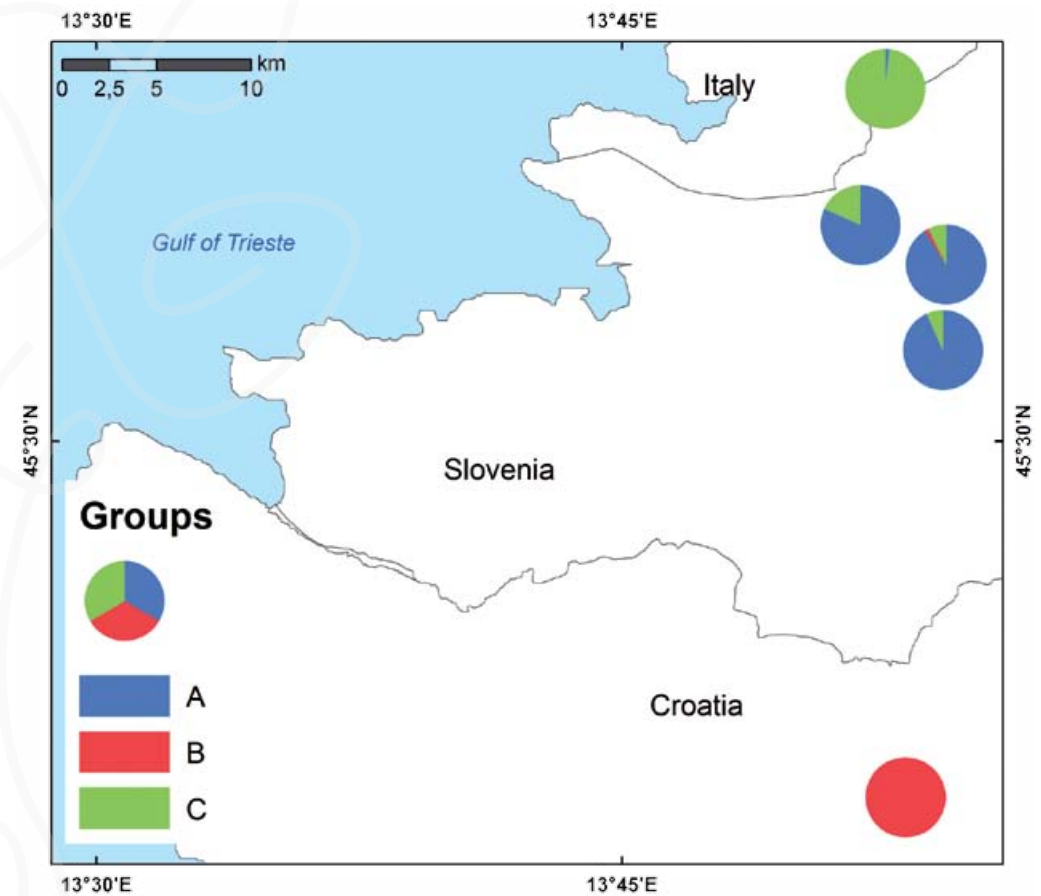 13°30'E 13°45'E
km
0 2,5 5 10
Italy
Gulf of Trieste
45°30'N 45°30'N
Slovenia
Groups
A
Croatia
B
C
13°30'E 13°45'E